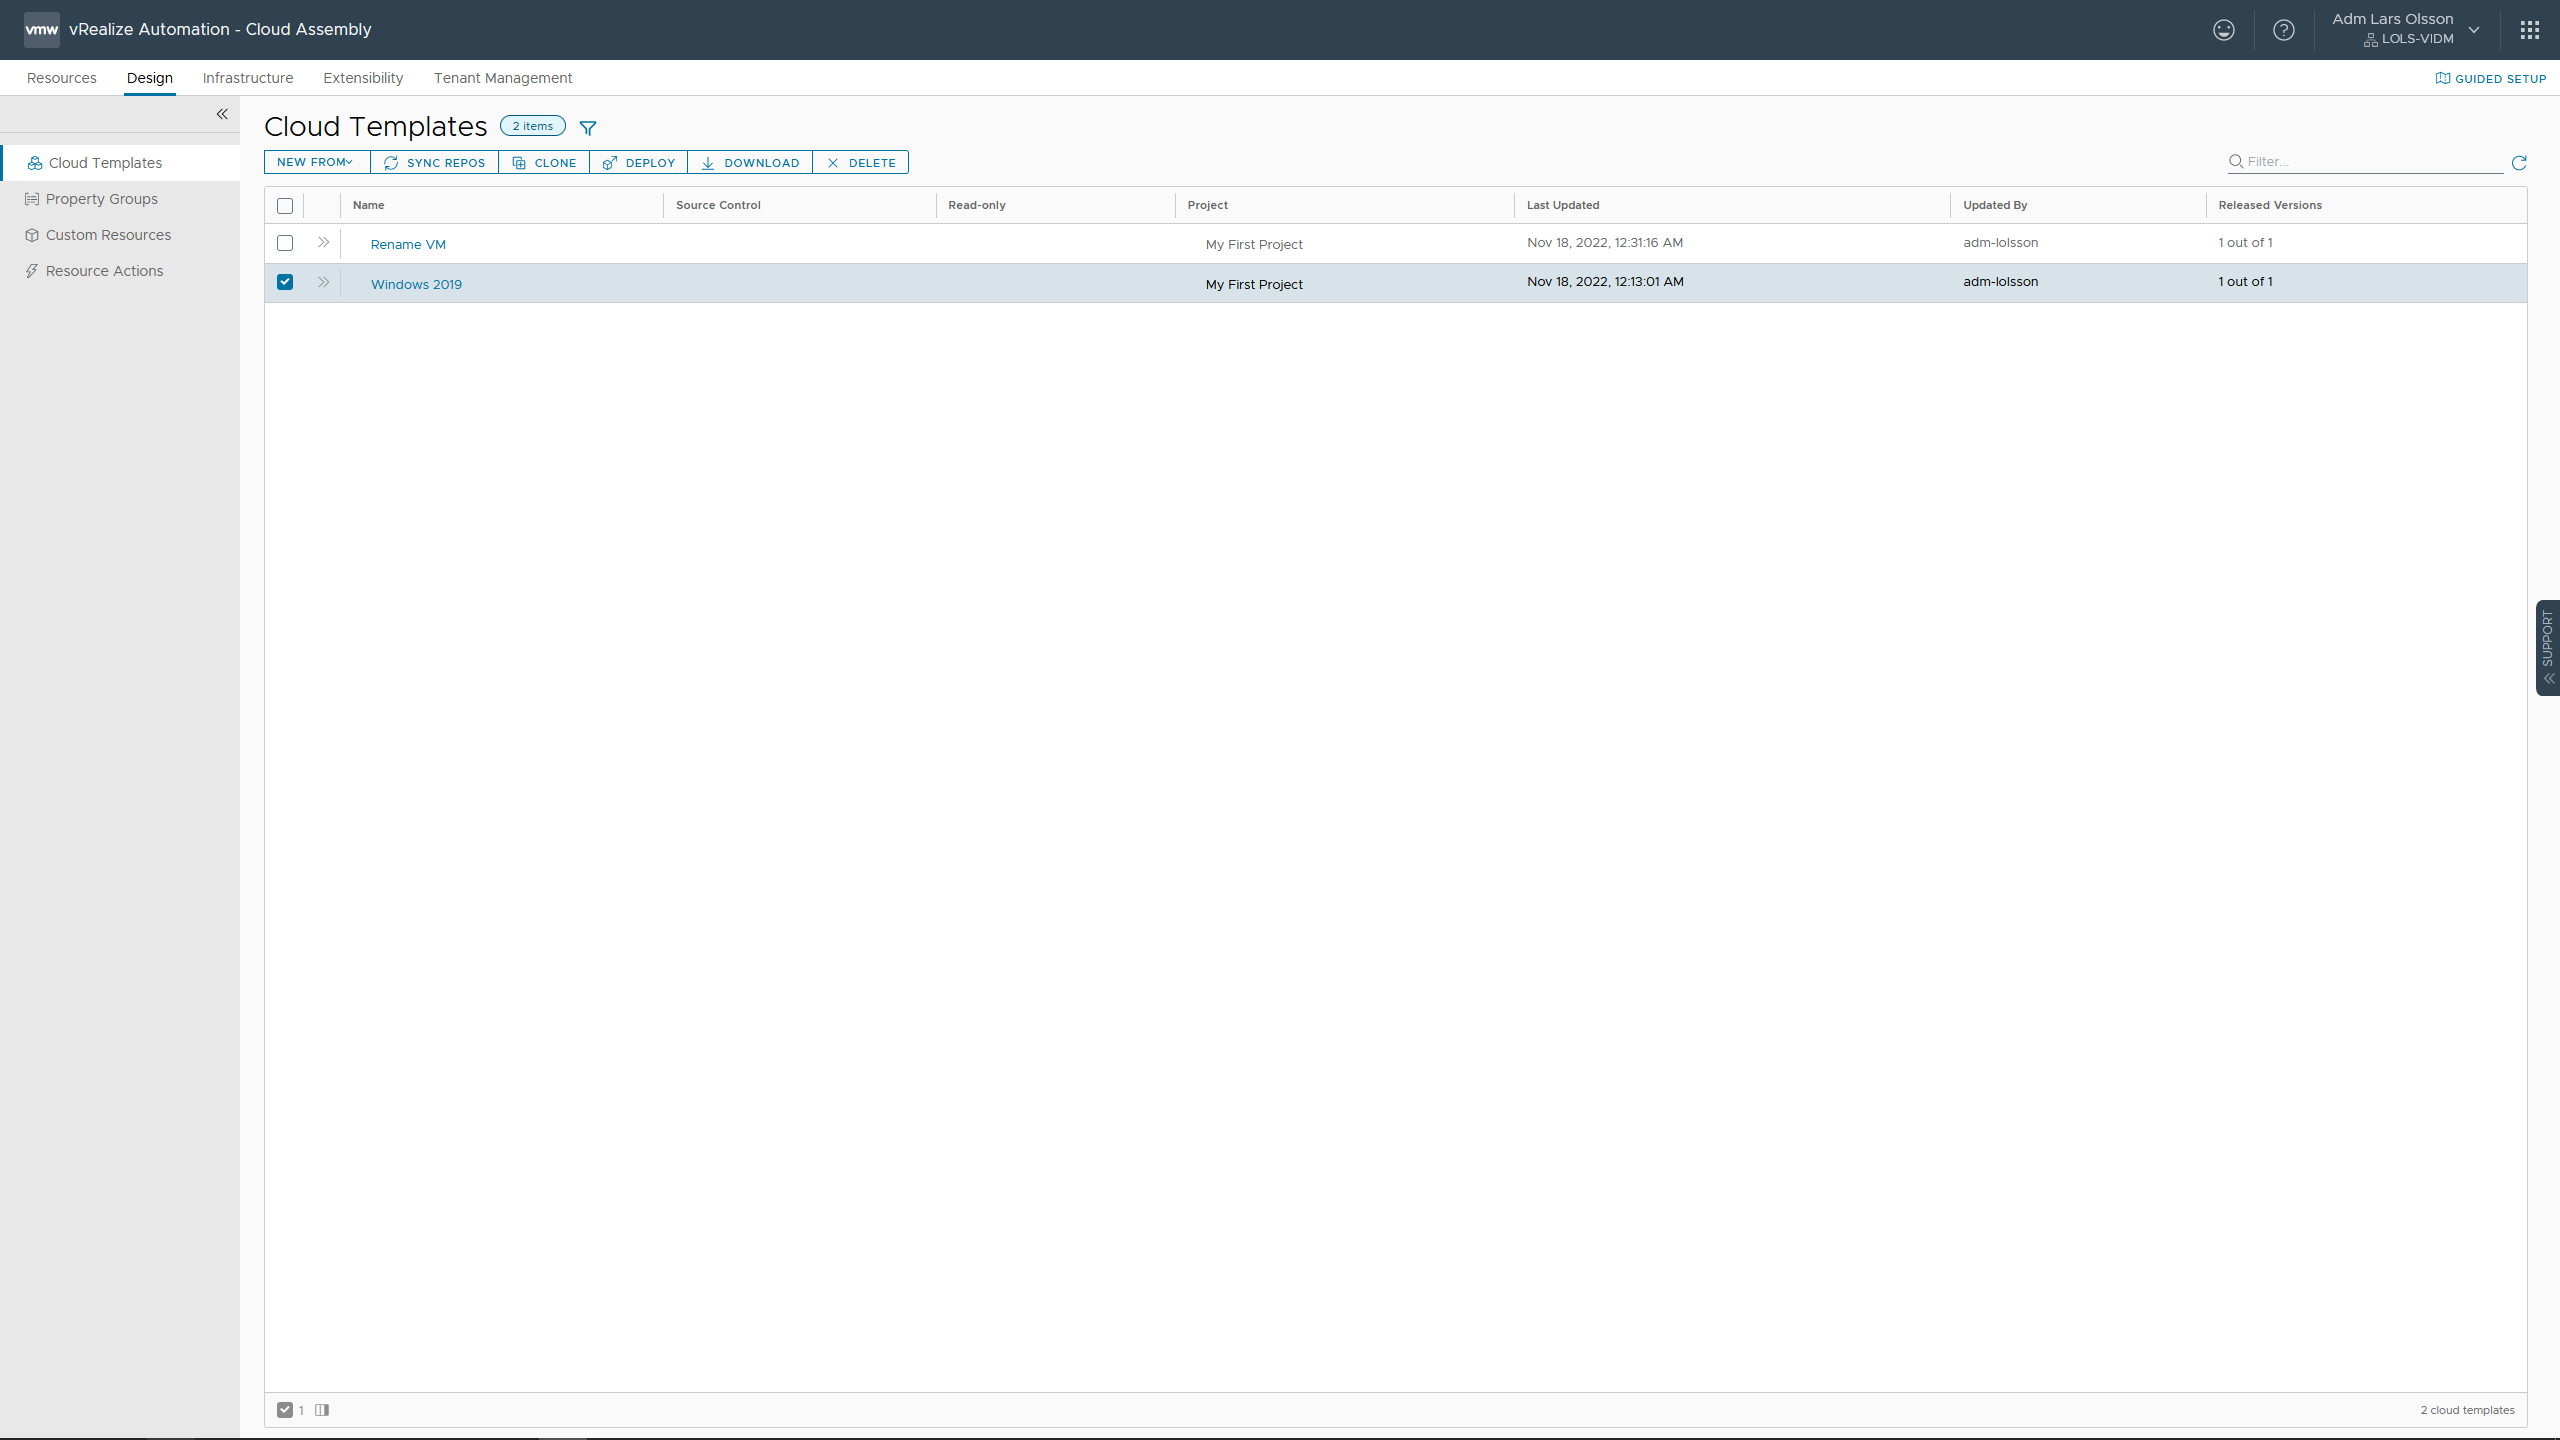 vmw vRealize Automation - Cloud Assembly
Adm Lars Olsson
LOLS-VIDM
Resources Design Infrastructure Extensibility Tenant Management
GUIDED SETUP
Cloud Templates
Property Groups
Custom Resources
Resource Actions
Cloud Templates 2 items
NEW FROM SYNC REPOS CLONE DEPLOY DOWNLOAD DELETE
Filter...
Name Source Control Read-only Project Last Updated Updated By Released Versions
Rename VM My First Project Nov 18, 2022, 12:31:16 AM adm-lolsson 1 out of 1
Windows 2019 My First Project Nov 18, 2022, 12:13:01 AM adm-lolsson 1 out of 1
SUPPORT
1
2 cloud templates